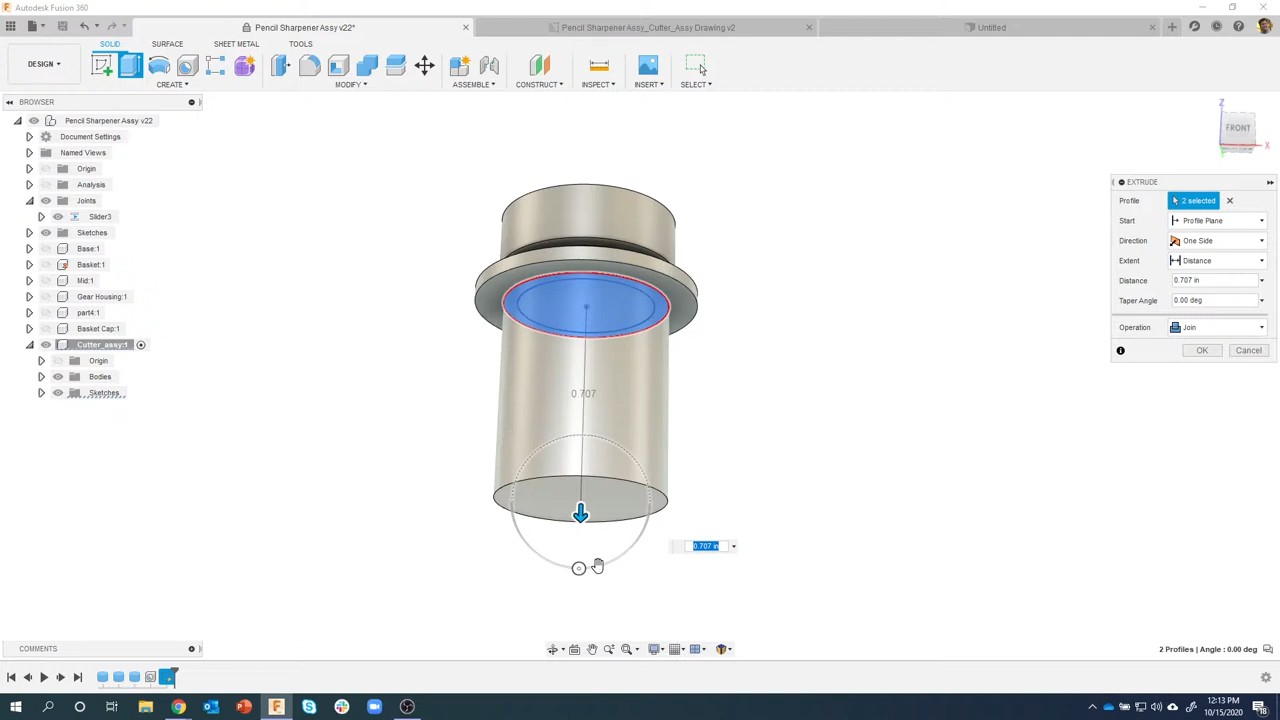 Autodesk Fusion 360
Pencil Sharpener Assy v22*
Pencil Sharpener Assy_Cutter_Assy Drawing v2
Untitled
SOLID
SURFACE
SHEET METAL
TOOLS
DESIGN
CREATE
MODIFY
ASSEMBLE
CONSTRUCT
INSPECT
INSERT
SELECT
BROWSER
Pencil Sharpener Assy v22
Document Settings
Named Views
Origin
Analysis
Joints
Slider3
Sketches
Base:1
Basket:1
Mid:1
Gear Housing:1
part4:1
Basket Cap:1
Cutter_assy:1
Origin
Bodies
Sketches
0.707
0.707 in
Z
FRONT
X
EXTRUDE
Profile 2 selected
Start Profile Plane
Direction One Side
Extent Distance
Distance 0.707 in
Taper Angle 0.00 deg
Operation Join
OK Cancel
COMMENTS
2 Profiles | Angle : 0.00 deg
12:13 PM
10/15/2020